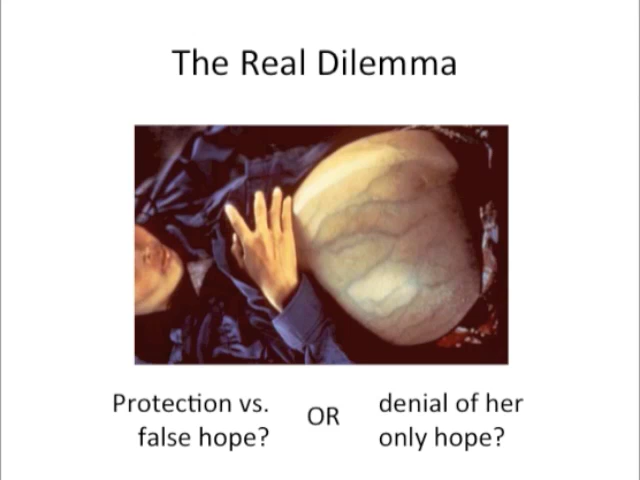 The Real Dilemma
Protection vs.
false hope?
OR
denial of her
only hope?